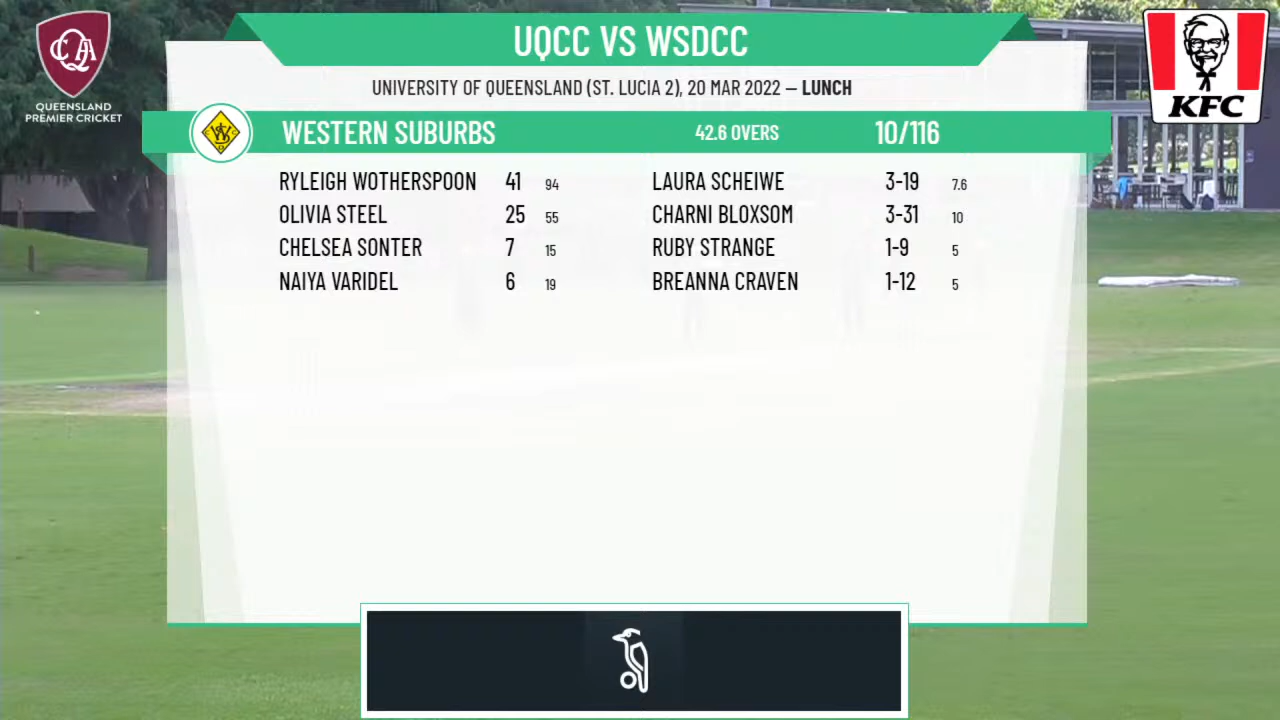 UQCC VS WSDCC
QUEENSLAND
PREMIER CRICKET
KFC
UNIVERSITY OF QUEENSLAND (ST. LUCIA 2), 20 MAR 2022 – LUNCH
WESTERN SUBURBS 42.6 OVERS 10/116
RYLEIGH WOTHERSPOON 41 94 LAURA SCHEIWE 3-19 7.6
OLIVIA STEEL 25 55 CHARNI BLOXSOM 3-31 10
CHELSEA SONTER 7 15 RUBY STRANGE 1-9 5
NAIYA VARIDEL 6 19 BREANNA CRAVEN 1-12 5